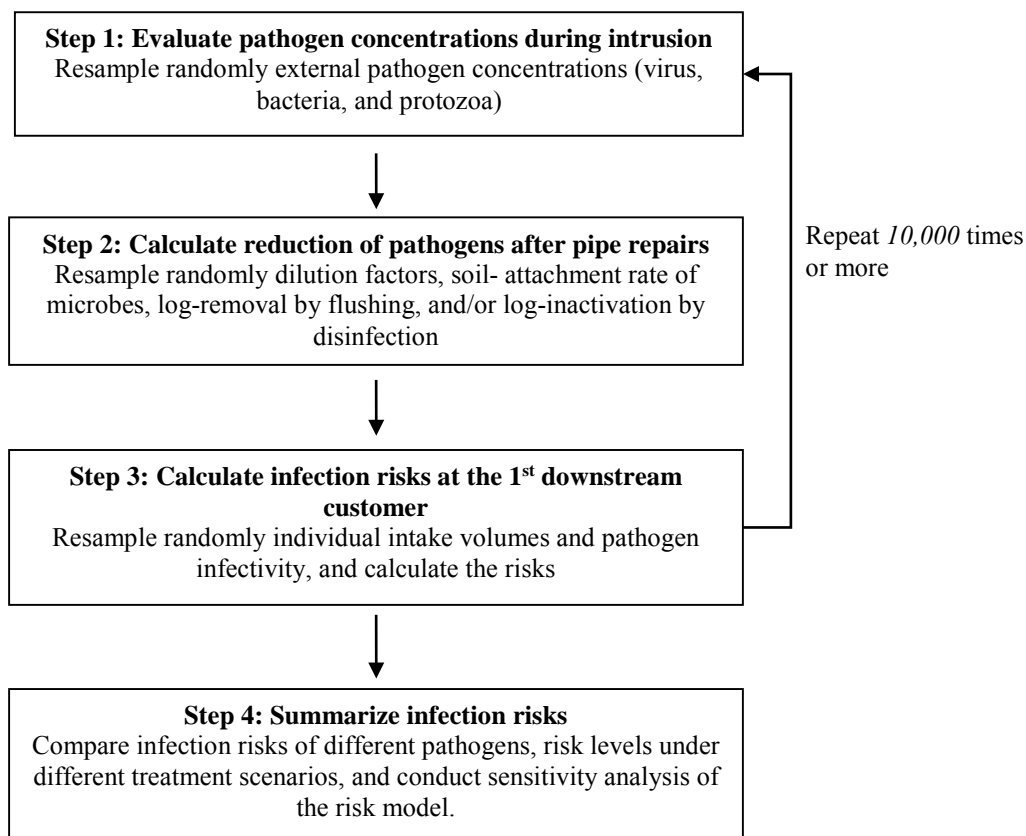 Step 1: Evaluate pathogen concentrations during intrusion
Resample randomly external pathogen concentrations (virus,
bacteria, and protozoa)
Step 2: Calculate reduction of pathogens after pipe repairs
Resample randomly dilution factors, soil- attachment rate of
microbes, log-removal by flushing, and/or log-inactivation by
disinfection
Repeat 10,000 times
or more
Step 3: Calculate infection risks at the 1st downstream
customer
Resample randomly individual intake volumes and pathogen
infectivity, and calculate the risks
Step 4: Summarize infection risks
Compare infection risks of different pathogens, risk levels under
different treatment scenarios, and conduct sensitivity analysis of
the risk model.